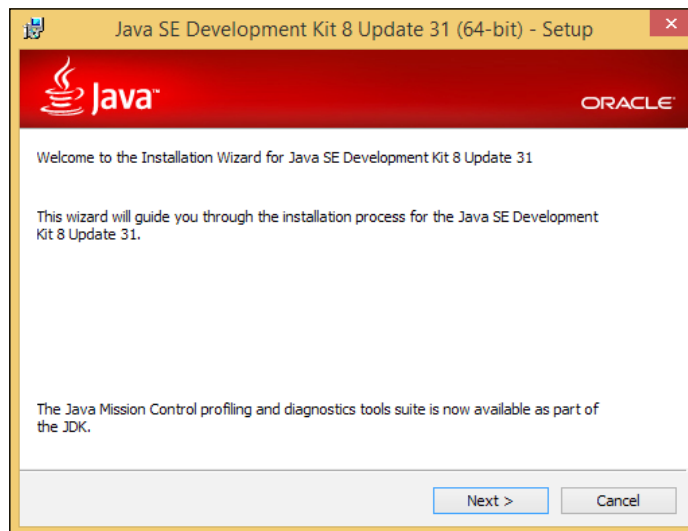 Java SE Development Kit 8 Update 31 (64-bit) - Setup
Java™
ORACLE®
Welcome to the Installation Wizard for Java SE Development Kit 8 Update 31
This wizard will guide you through the installation process for the Java SE Development
Kit 8 Update 31.
The Java Mission Control profiling and diagnostics tools suite is now available as part of
the JDK.
Next >
Cancel